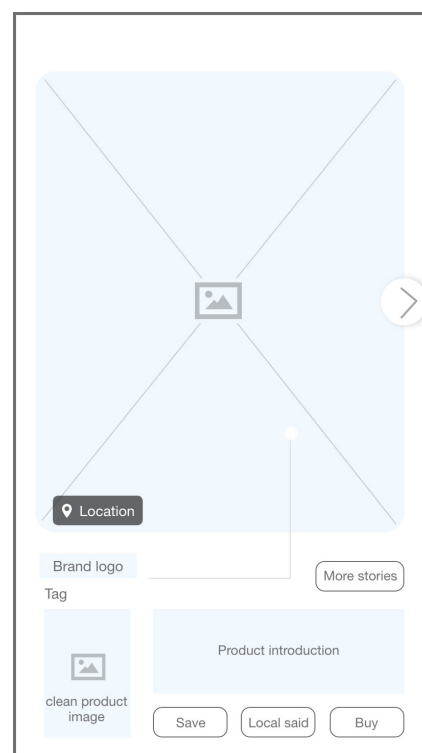 Location
Brand logo
More stories
Tag
Product introduction
clean product
image
Save
Local said
Buy